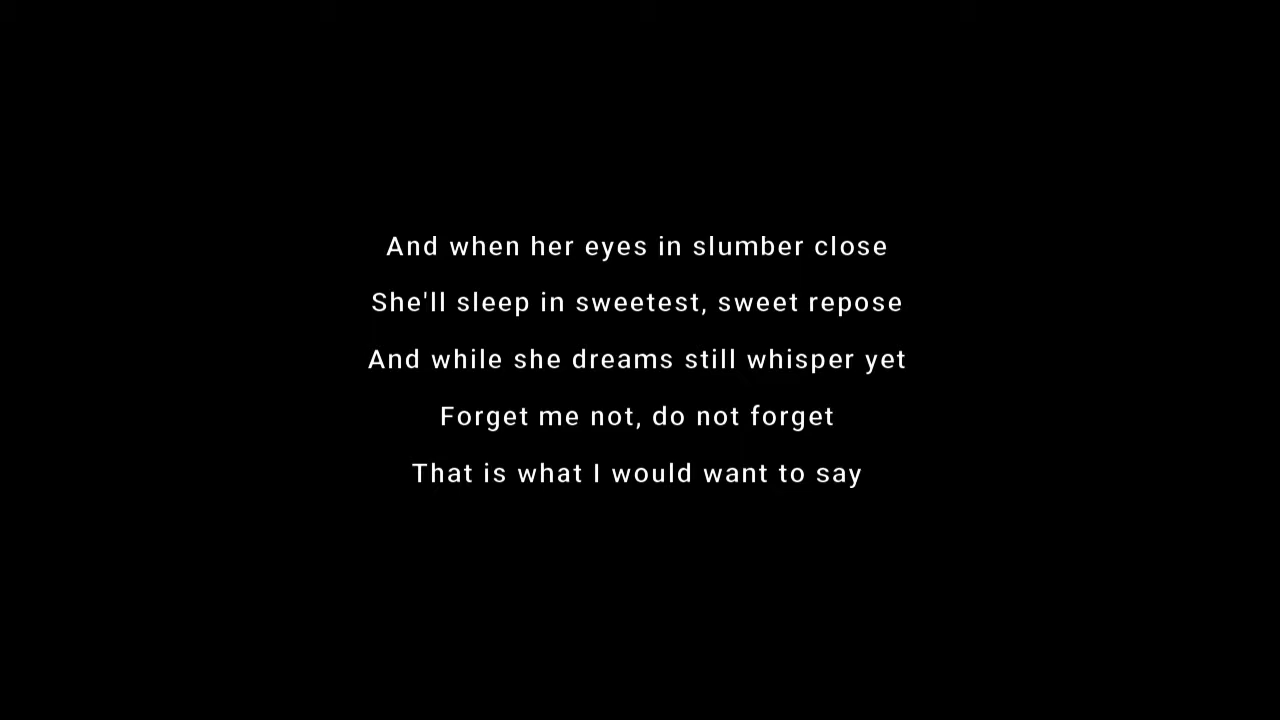 And when her eyes in slumber close
She'll sleep in sweetest, sweet repose
And while she dreams still whisper yet
Forget me not, do not forget
That is what I would want to say